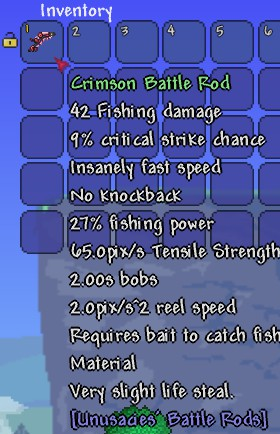 Inventory
1 2 3 4 5 6
Crimson Battle Rod
42 Fishing damage
9% critical strike chance
Insanely fast speed
No knockback
27% fishing power
65.0pix/s Tensile Strength
2.00s bobs
2.0pix/s^2 reel speed
Requires bait to catch fish
Material
Very slight life steal.
[Unusacies' Battle Rods]